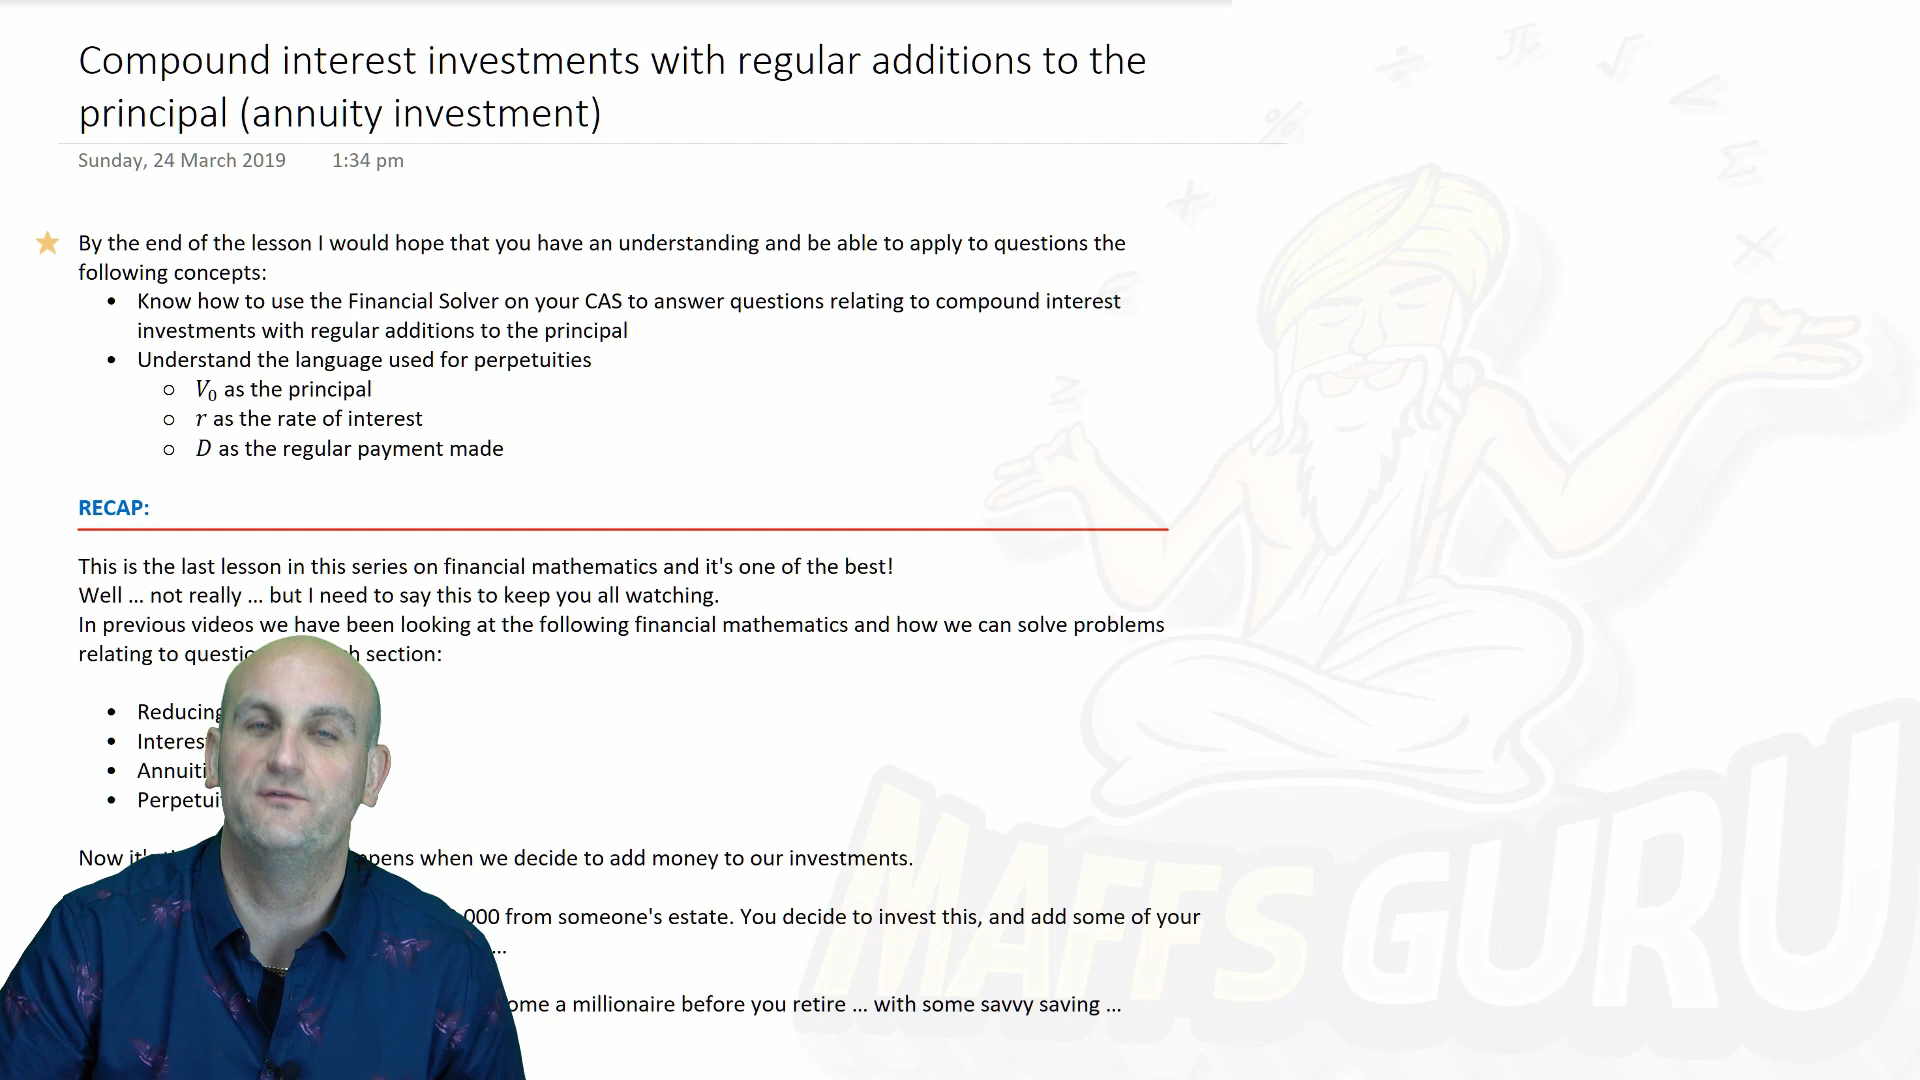 Compound interest investments with regular additions to the
principal (annuity investment)
Sunday, 24 March 2019 1:34 pm
By the end of the lesson I would hope that you have an understanding and be able to apply to questions the
following concepts:
• Know how to use the Financial Solver on your CAS to answer questions relating to compound interest
investments with regular additions to the principal
• Understand the language used for perpetuities
○ V₀ as the principal
○ r as the rate of interest
○ D as the regular payment made
RECAP:
This is the last lesson in this series on financial mathematics and it's one of the best!
Well ... not really ... but I need to say this to keep you all watching.
In previous videos we have been looking at the following financial mathematics and how we can solve problems
relating to section:
• Reducing
•
•
•
Now when we decide to add money to our investments.
000 from someone's estate. You decide to invest this, and add some of your
...
a millionaire before you retire ... with some savvy saving ...
% ÷ π √ < Σ × + € ≥
MAFFS GURU